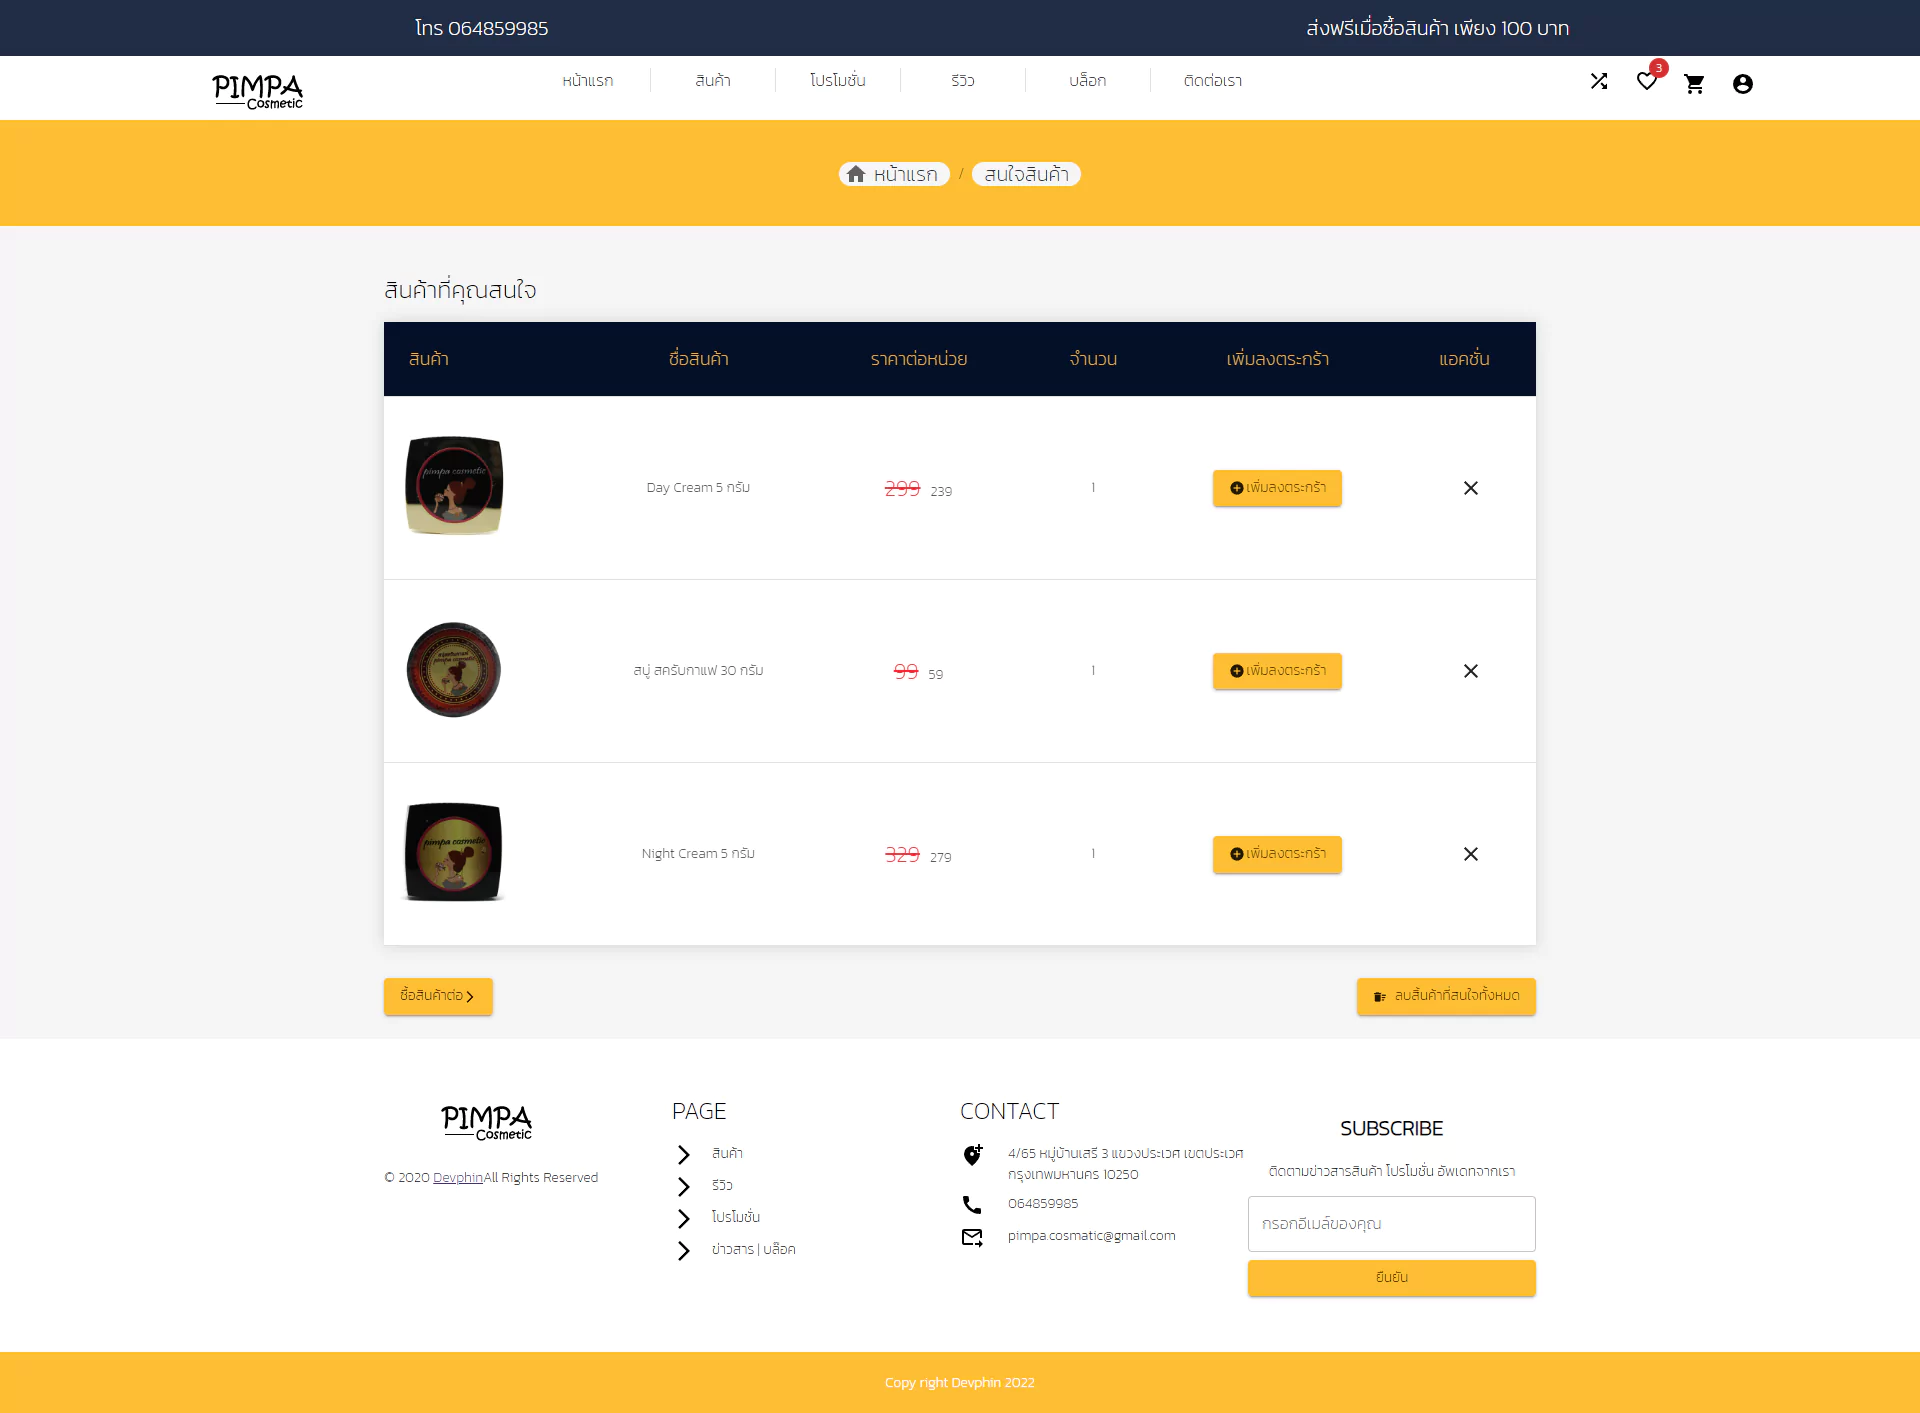 โทร 064859985
ส่งฟรีเมื่อซื้อสินค้า เพียง 100 บาท
PIMPA
Cosmetic
หน้าแรก
สินค้า
โปรโมชั่น
รีวิว
บล็อก
ติดต่อเรา
3
หน้าแรก / สนใจสินค้า
สินค้าที่คุณสนใจ
สินค้า ชื่อสินค้า ราคาต่อหน่วย จำนวน เพิ่มลงตระกร้า แอคชั่น
pimpa cosmetic
Day Cream 5 กรัม 299 239 1 เพิ่มลงตระกร้า
pimpa cosmetic
สบู่ สครับกาแฟ 30 กรัม 99 59 1 เพิ่มลงตระกร้า
pimpa cosmetic
Night Cream 5 กรัม 329 279 1 เพิ่มลงตระกร้า
ซื้อสินค้าต่อ
ลบสิ้นค้าที่สนใจทั้งหมด
PIMPA
Cosmetic
© 2020 DevphinAll Rights Reserved
PAGE
สินค้า
รีวิว
โปรโมชั่น
ข่าวสาร | บล๊อค
CONTACT
4/65 หมู่บ้านเสรี 3 แขวงประเวศ เขตประเวศ
กรุงเทพมหานคร 10250
064859985
pimpa.cosmatic@gmail.com
SUBSCRIBE
ติดตามข่าวสารสินค้า โปรโมชั่น อัพเดทจากเรา
กรอกอีเมล์ของคุณ
ยืนยัน
Copy right Devphin 2022